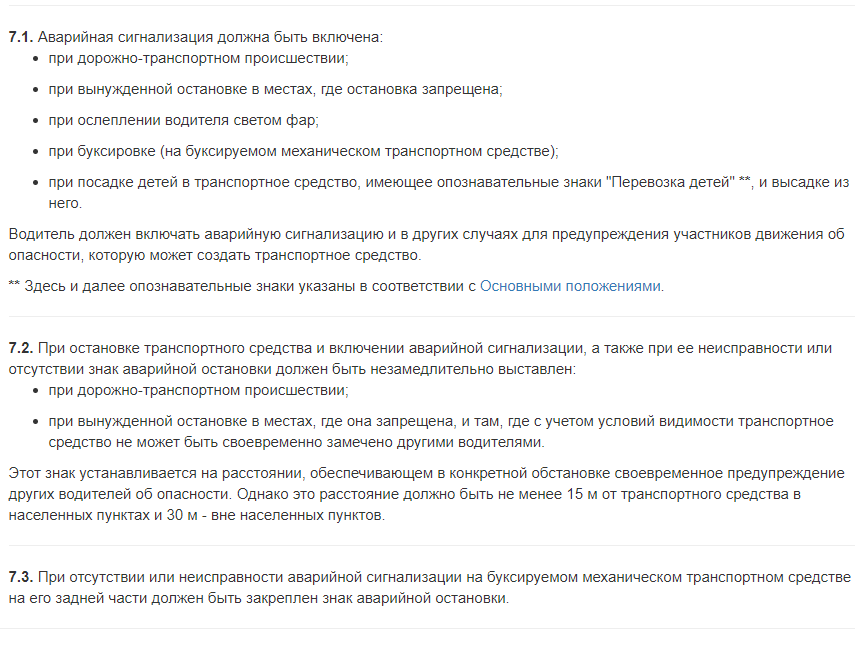 7.1. Аварийная сигнализация должна быть включена:
• при дорожно-транспортном происшествии;
• при вынужденной остановке в местах, где остановка запрещена;
• при ослеплении водителя светом фар;
• при буксировке (на буксируемом механическом транспортном средстве);
• при посадке детей в транспортное средство, имеющее опознавательные знаки "Перевозка детей" **, и высадке из
него.
Водитель должен включать аварийную сигнализацию и в других случаях для предупреждения участников движения об
опасности, которую может создать транспортное средство.
** Здесь и далее опознавательные знаки указаны в соответствии с Основными положениями.
7.2. При остановке транспортного средства и включении аварийной сигнализации, а также при ее неисправности или
отсутствии знак аварийной остановки должен быть незамедлительно выставлен:
• при дорожно-транспортном происшествии;
• при вынужденной остановке в местах, где она запрещена, и там, где с учетом условий видимости транспортное
средство не может быть своевременно замечено другими водителями.
Этот знак устанавливается на расстоянии, обеспечивающем в конкретной обстановке своевременное предупреждение
других водителей об опасности. Однако это расстояние должно быть не менее 15 м от транспортного средства в
населенных пунктах и 30 м - вне населенных пунктов.
7.3. При отсутствии или неисправности аварийной сигнализации на буксируемом механическом транспортном средстве
на его задней части должен быть закреплен знак аварийной остановки.